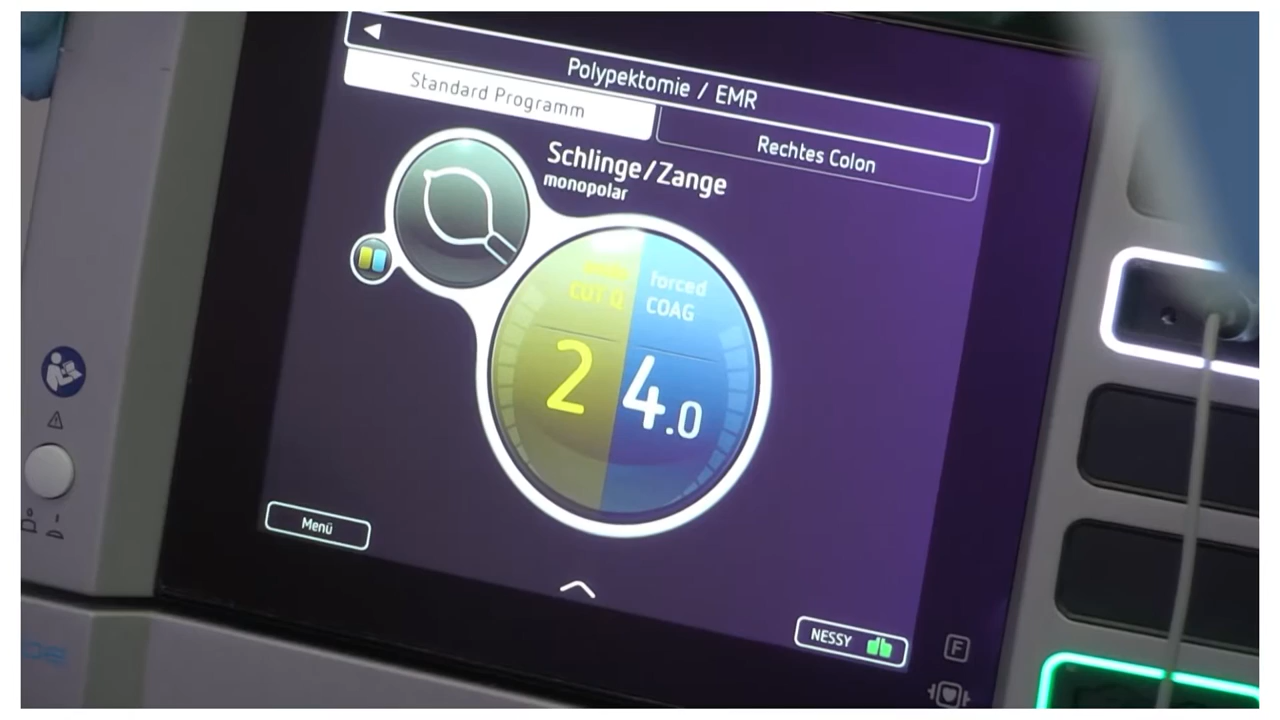 Polypektomie / EMR
Standard Programm
Rechtes Colon
Schlinge/Zange
monopolar
CUT Q
forced
COAG
2
4.0
Menü
NESSY
F